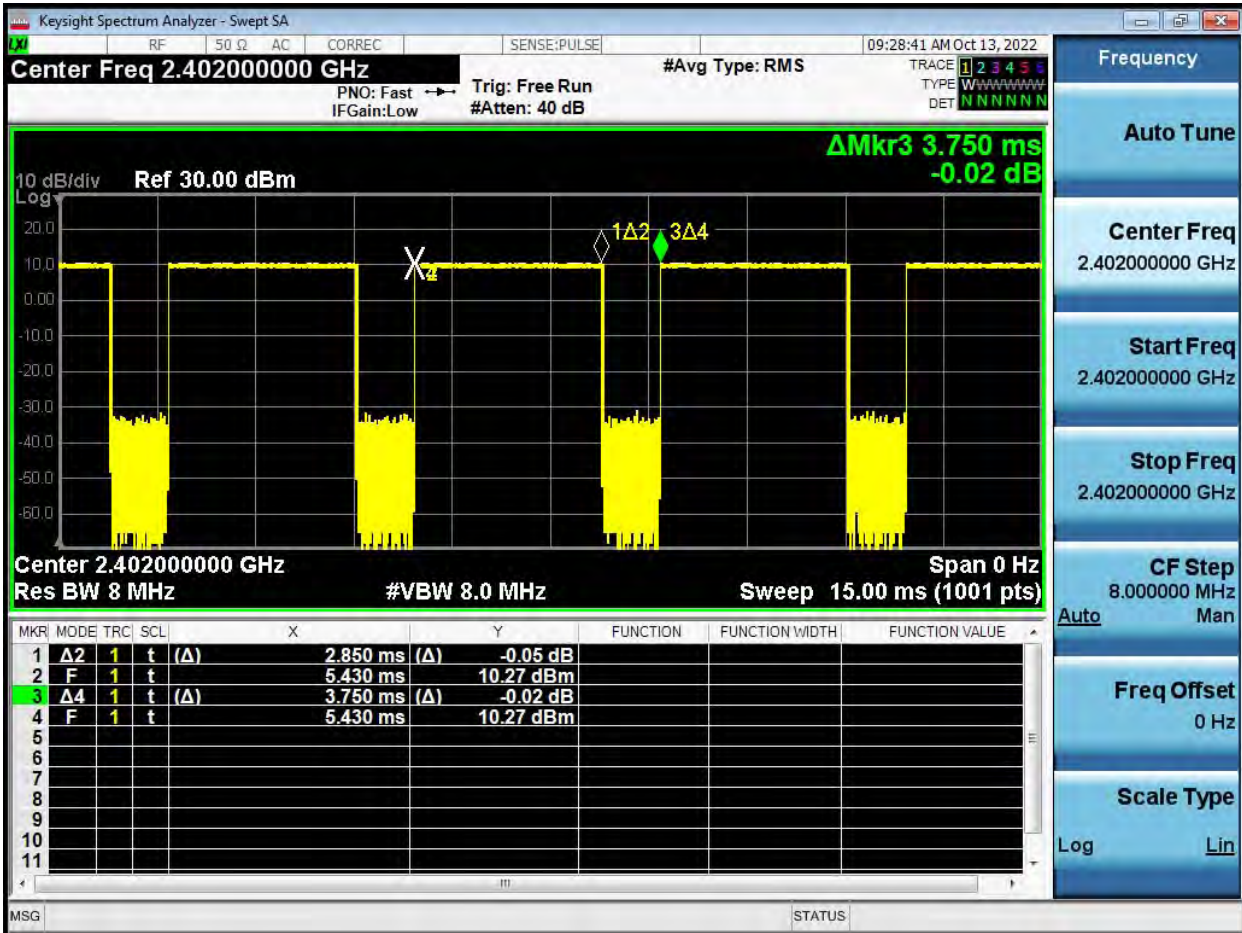 Keysight Spectrum Analyzer - Swept SA
LXI RF 50 Ω AC CORREC SENSE:PULSE 09:28:41 AM Oct 13, 2022
Center Freq 2.402000000 GHz
PNO: Fast
IFGain:Low
Trig: Free Run
#Atten: 40 dB
#Avg Type: RMS
TRACE 1 2 3 4 5 6
TYPE WWWWWWW
DET N N N N N N
ΔMkr3 3.750 ms
-0.02 dB
10 dB/div Ref 30.00 dBm
Log
20.0
10.0
0.00
-10.0
-20.0
-30.0
-40.0
-50.0
-60.0
1Δ2 3Δ4
X4
Center 2.402000000 GHz Span 0 Hz
Res BW 8 MHz #VBW 8.0 MHz Sweep 15.00 ms (1001 pts)
MKR MODE TRC SCL X Y FUNCTION FUNCTION WIDTH FUNCTION VALUE
1 Δ2 1 t (Δ) 2.850 ms (Δ) -0.05 dB
2 F 1 t 5.430 ms 10.27 dBm
3 Δ4 1 t (Δ) 3.750 ms (Δ) -0.02 dB
4 F 1 t 5.430 ms 10.27 dBm
5
6
7
8
9
10
11
MSG STATUS
Frequency
Auto Tune
Center Freq
2.402000000 GHz
Start Freq
2.402000000 GHz
Stop Freq
2.402000000 GHz
CF Step
8.000000 MHz
Auto Man
Freq Offset
0 Hz
Scale Type
Log Lin